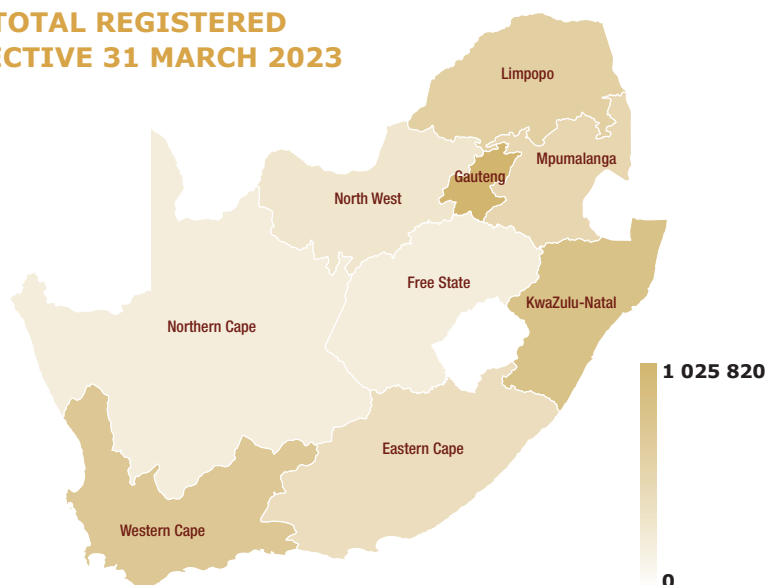 TOTAL REGISTERED
ECTIVE 31 MARCH 2023
Limpopo
Mpumalanga
Gauteng
North West
Free State
KwaZulu-Natal
Northern Cape
1 025 820
Eastern Cape
Western Cape
0